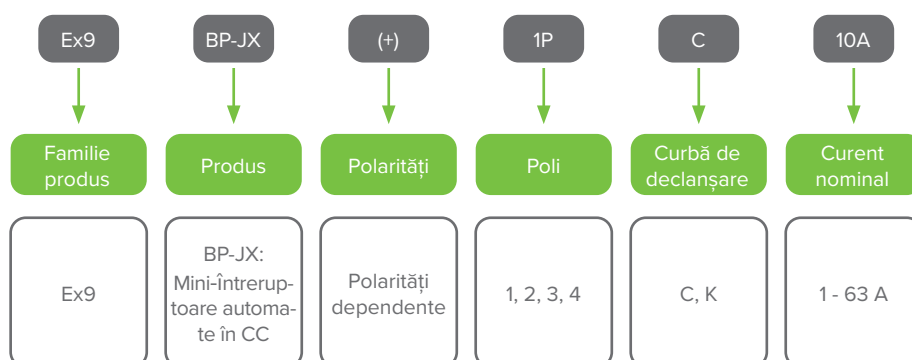 Ex9
BP-JX
(+)
1P
C
10A
Familie
produs
Produs
Polarități
Poli
Curbă de
declanșare
Curent
nominal
Ex9
BP-JX:
Mini-întrerup-
toare automa-
te în CC
Polarități
dependente
1, 2, 3, 4
C, K
1 - 63 A